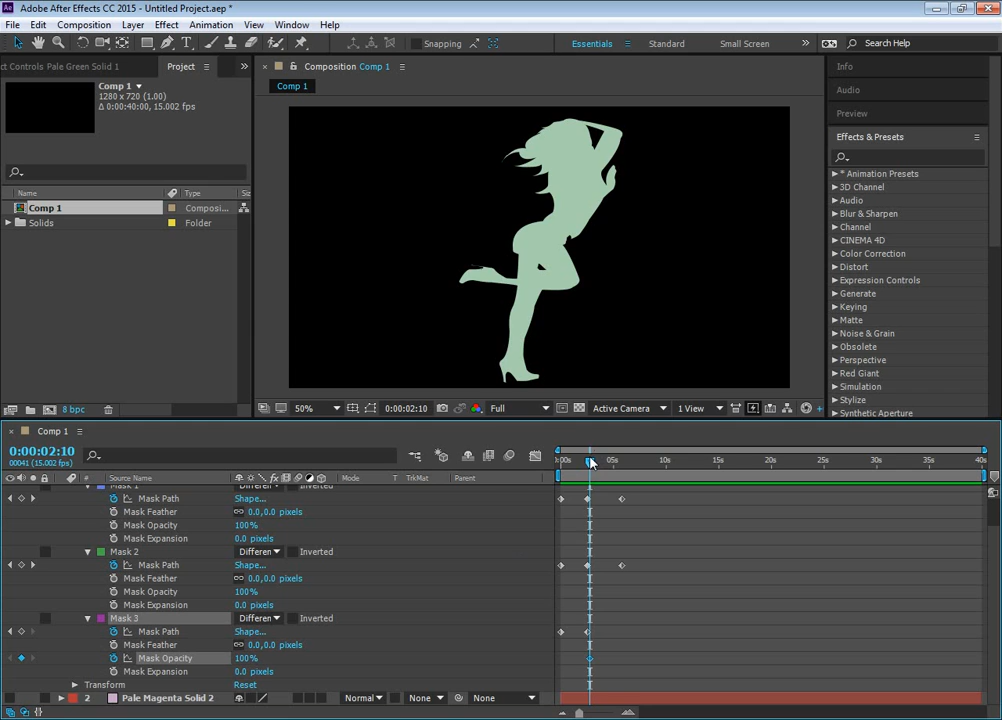 Adobe After Effects CC 2015 - Untitled Project.aep *
File Edit Composition Layer Effect Animation View Window Help
Snapping Essentials Standard Small Screen » Search Help
ct Controls Pale Green Solid 1 Project »
Composition Comp 1
Info
Comp 1
1280 x 720 (1.00)
Δ 0:00:40:00, 15.002 fps
Comp 1
Audio
Preview
Effects & Presets
Name Type Siz
Comp 1 Composi...
Solids Folder
* Animation Presets
3D Channel
Audio
Blur & Sharpen
Channel
CINEMA 4D
Color Correction
Distort
Expression Controls
Generate
Keying
Matte
Noise & Grain
Obsolete
Perspective
Red Giant
Simulation
Stylize
Synthetic Aperture
8 bpc
50% 0:00:02:10 Full Active Camera 1 View +0
Comp 1
0:00:02:10
00041 (15.002 fps)
:00s 05s 10s 15s 20s 25s 30s 35s 40s
# Source Name fx Mode T TrkMat Parent
Mask 1 Differen Inverted
Mask Path Shape...
Mask Feather 0.0,0.0 pixels
Mask Opacity 100%
Mask Expansion 0.0 pixels
Mask 2 Differen Inverted
Mask Path Shape...
Mask Feather 0.0,0.0 pixels
Mask Opacity 100%
Mask Expansion 0.0 pixels
Mask 3 Differen Inverted
Mask Path Shape...
Mask Feather 0.0,0.0 pixels
Mask Opacity 100%
Mask Expansion 0.0 pixels
Transform Reset
2 Pale Magenta Solid 2 Normal None None